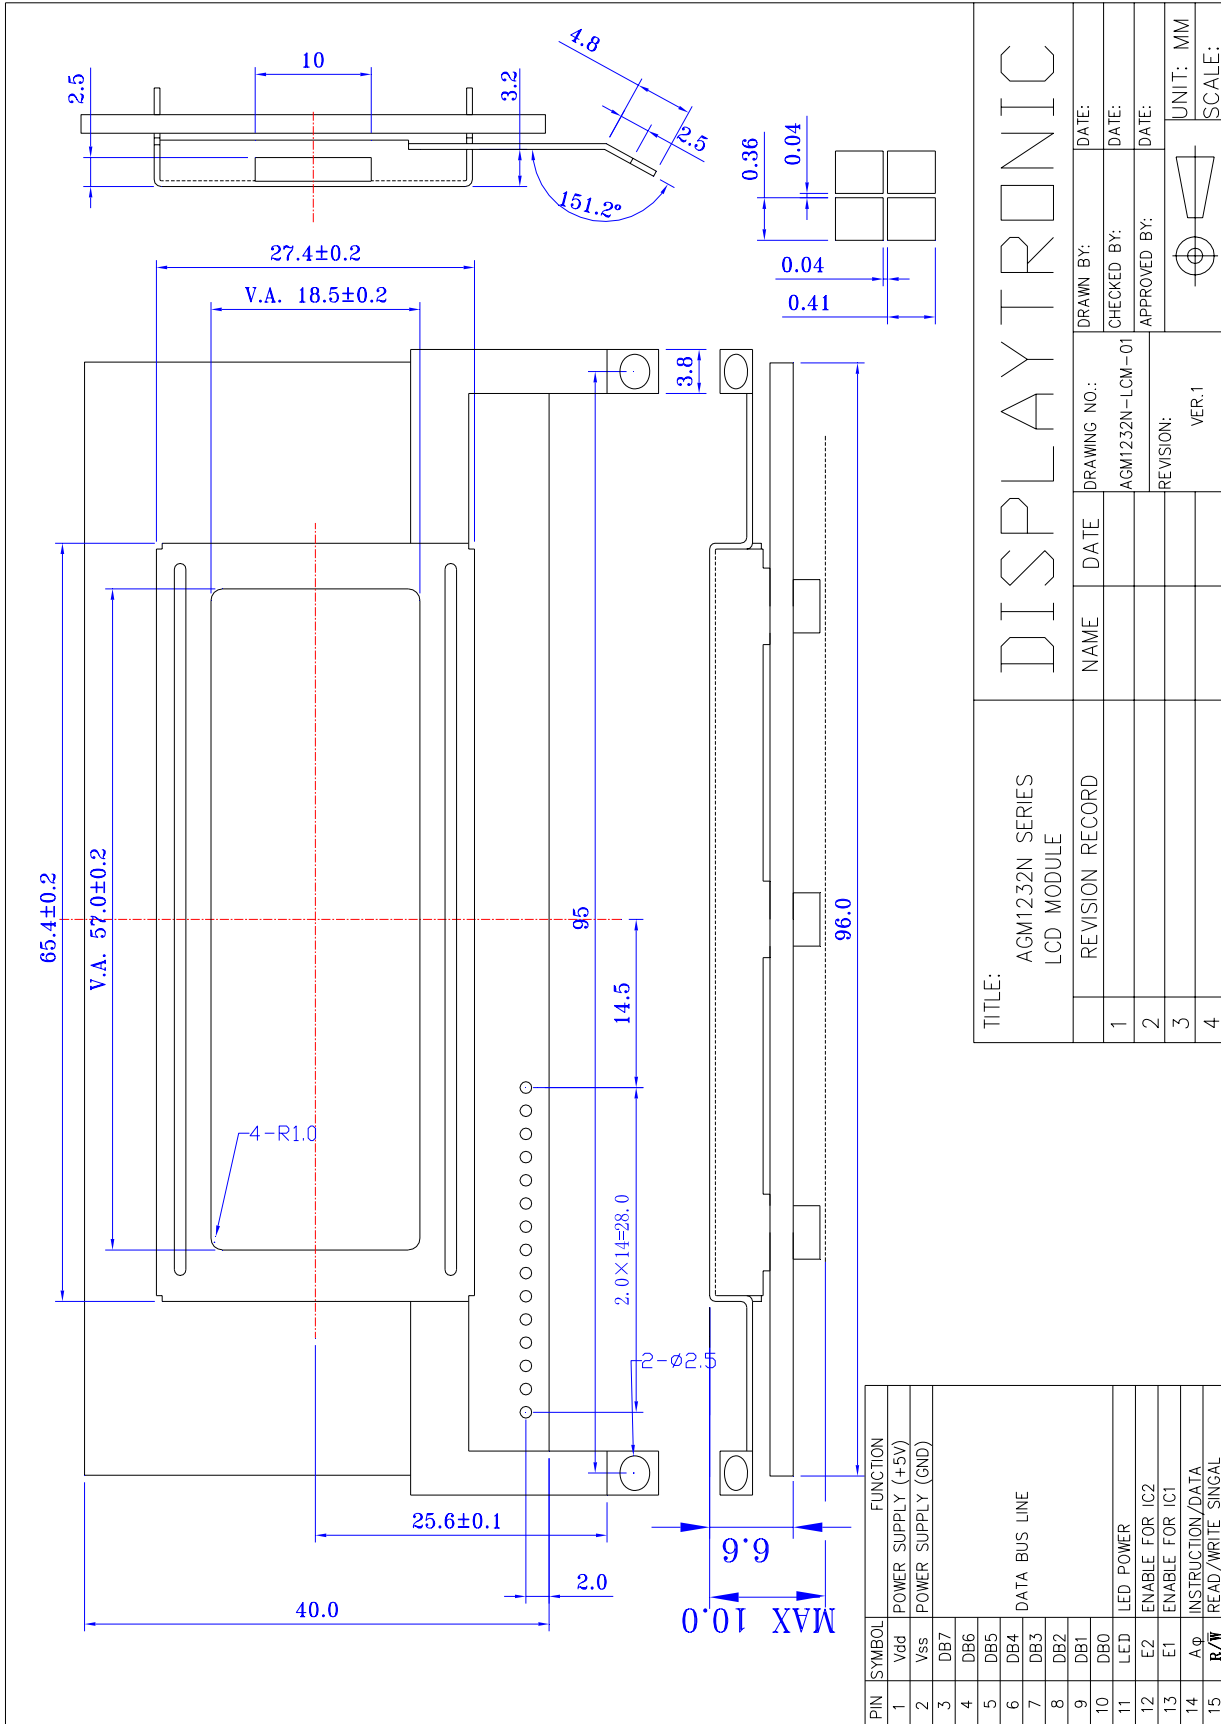 2.5
10
3.2
4.8
2.5
151.2°
0.36
0.04
0.04
0.41
27.4±0.2
V.A. 18.5±0.2
3.8
65.4±0.2
V.A. 57.0±0.2
95
14.5
96.0
4-R1.0
2.0×14=28.0
2-Ø2.5
25.6±0.1
2.0
40.0
6.6
MAX 10.0
TITLE:
AGM1232N SERIES
LCD MODULE
DISPLAYTRONIC
REVISION RECORD
NAME
DATE
1
2
3
4
DRAWING NO.:
AGM1232N-LCM-01
REVISION:
VER.1
DRAWN BY:
DATE:
CHECKED BY:
DATE:
APPROVED BY:
DATE:
UNIT: MM
SCALE:
PIN SYMBOL FUNCTION
1 Vdd POWER SUPPLY (+5V)
2 Vss POWER SUPPLY (GND)
3 DB7
4 DB6
5 DB5
6 DB4 DATA BUS LINE
7 DB3
8 DB2
9 DB1
10 DB0
11 LED LED POWER
12 E2 ENABLE FOR IC2
13 E1 ENABLE FOR IC1
14 Aφ INSTRUCTION/DATA
15 R/W̅ READ/WRITE SINGAL